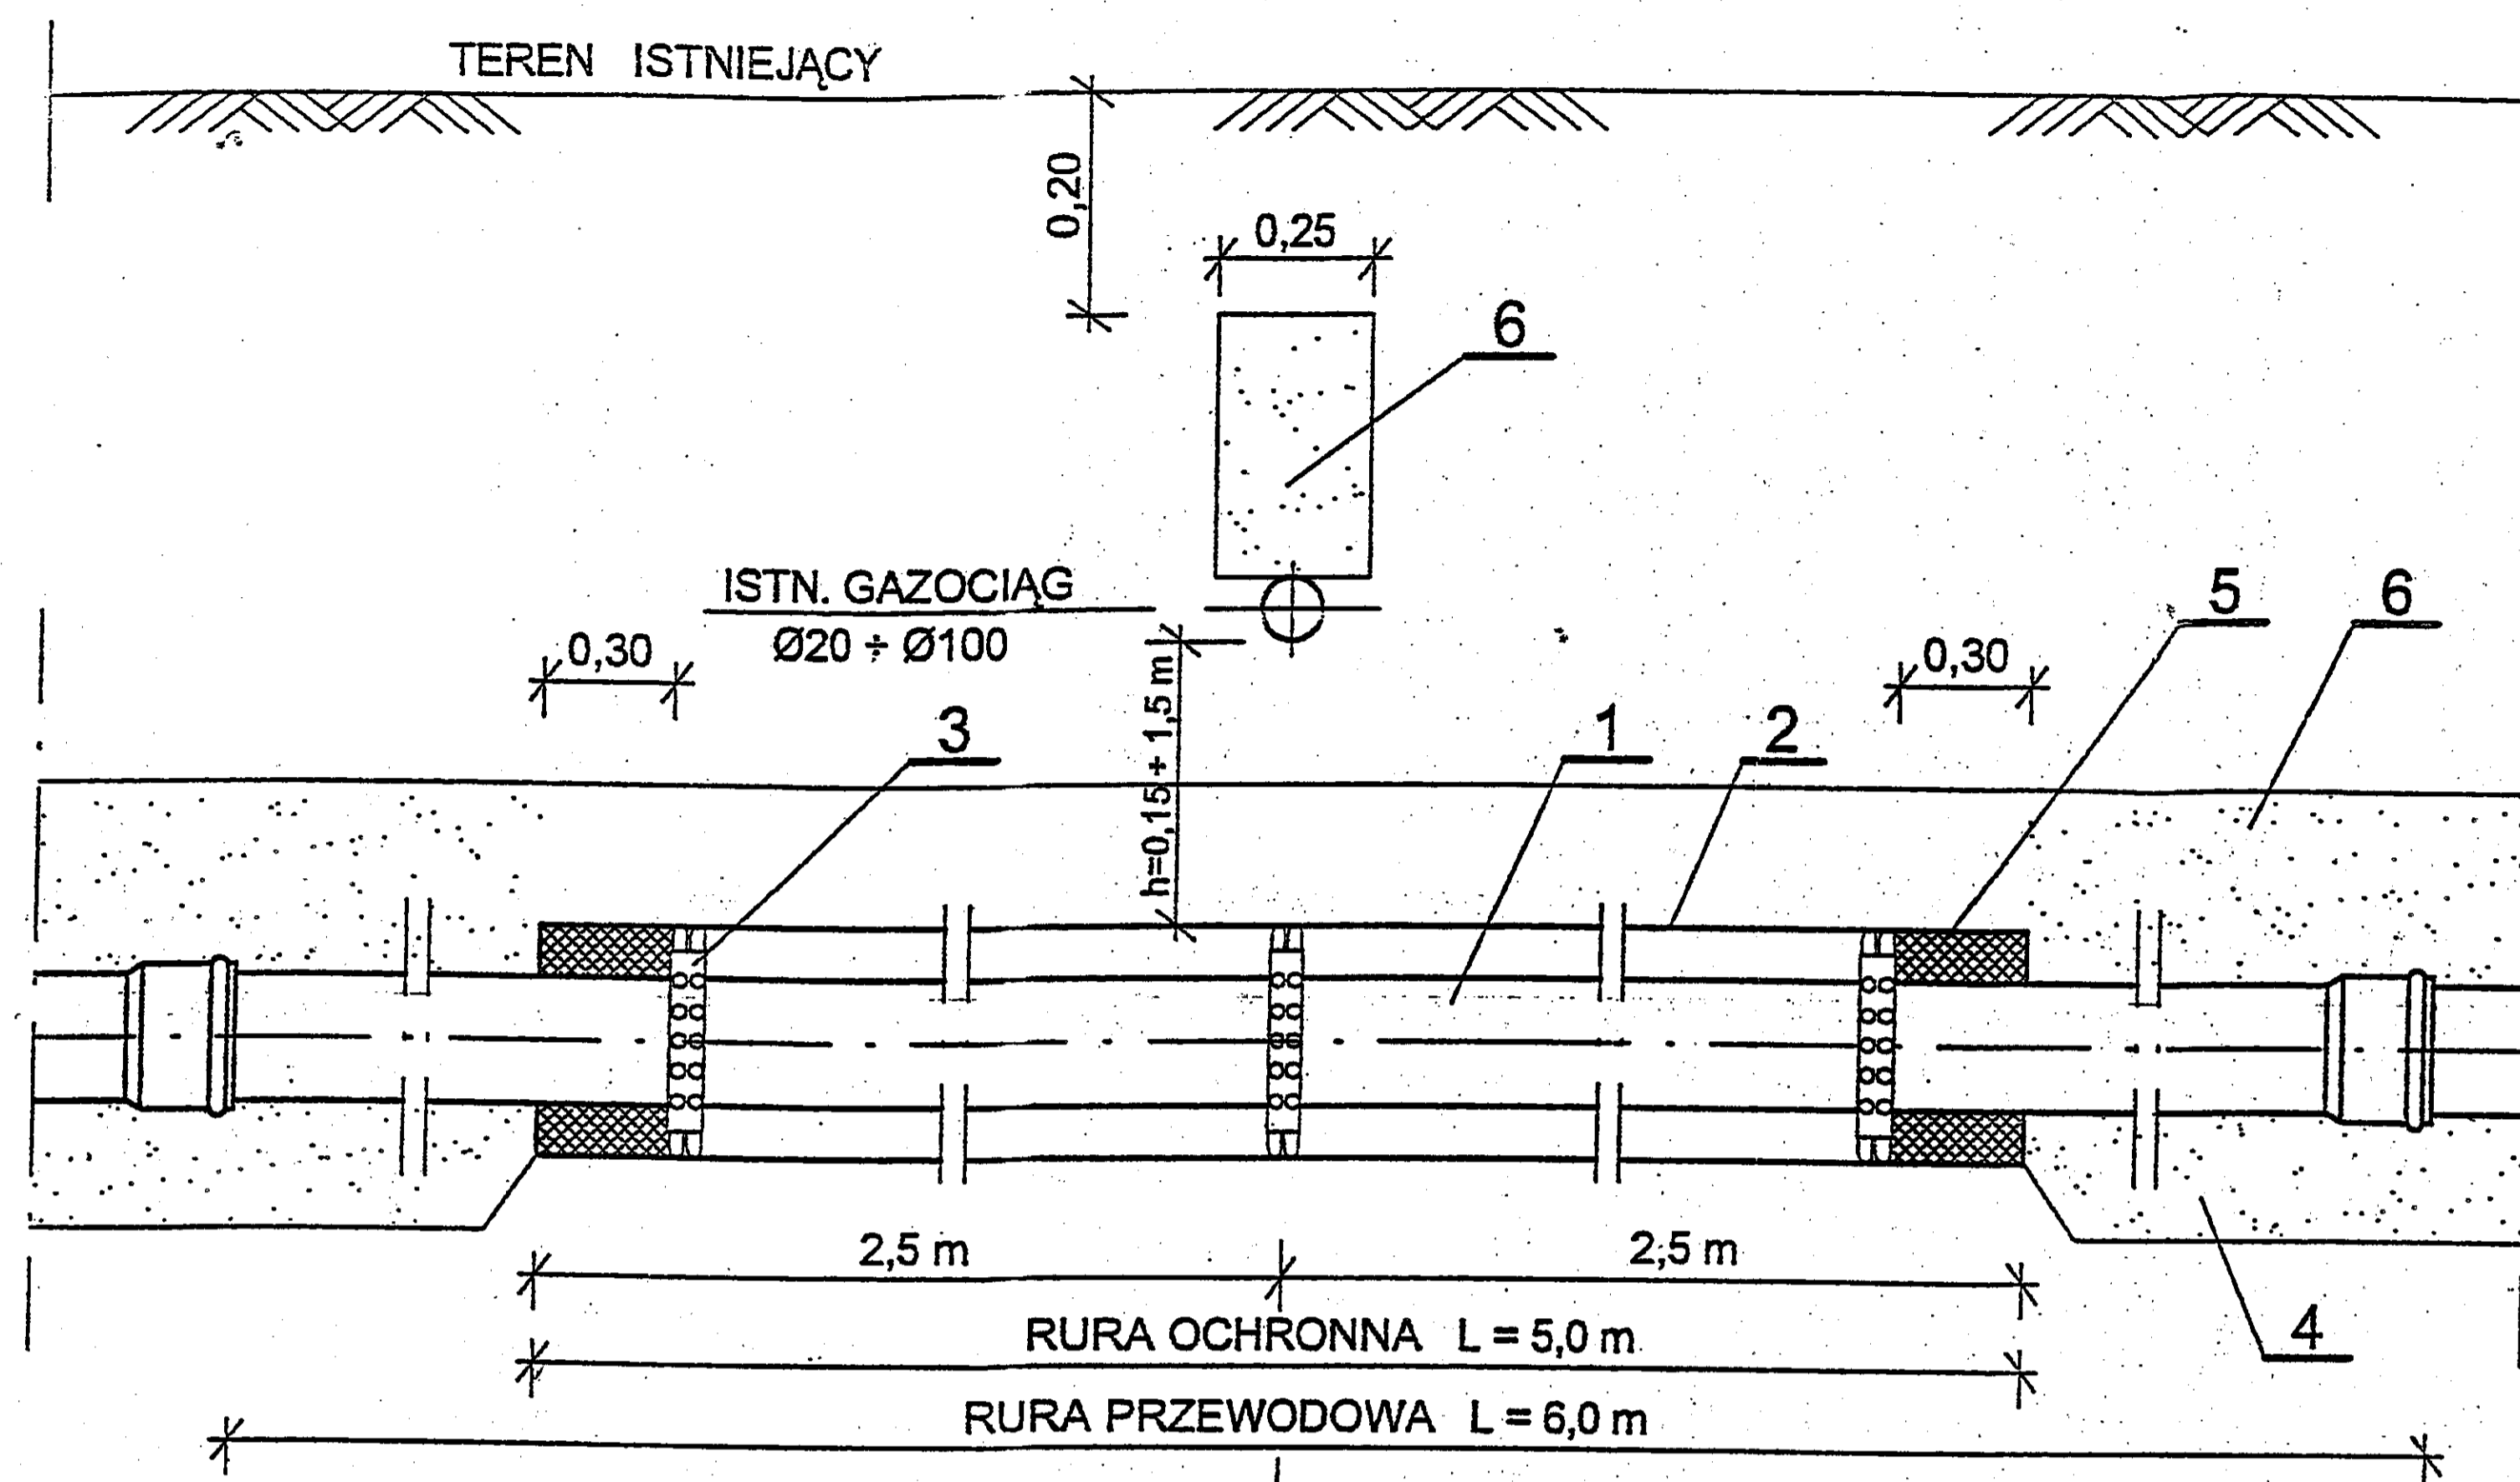 TEREN ISTNIEJĄCY
0,20
0,25
6
ISTN. GAZOCIĄG
Ø20 ÷ Ø100
0,30
h=0,15÷1,5 m
0,30
5
6
3
1
2
2,5 m
2,5 m
RURA OCHRONNA L = 5,0 m
4
RURA PRZEWODOWA L = 6,0 m